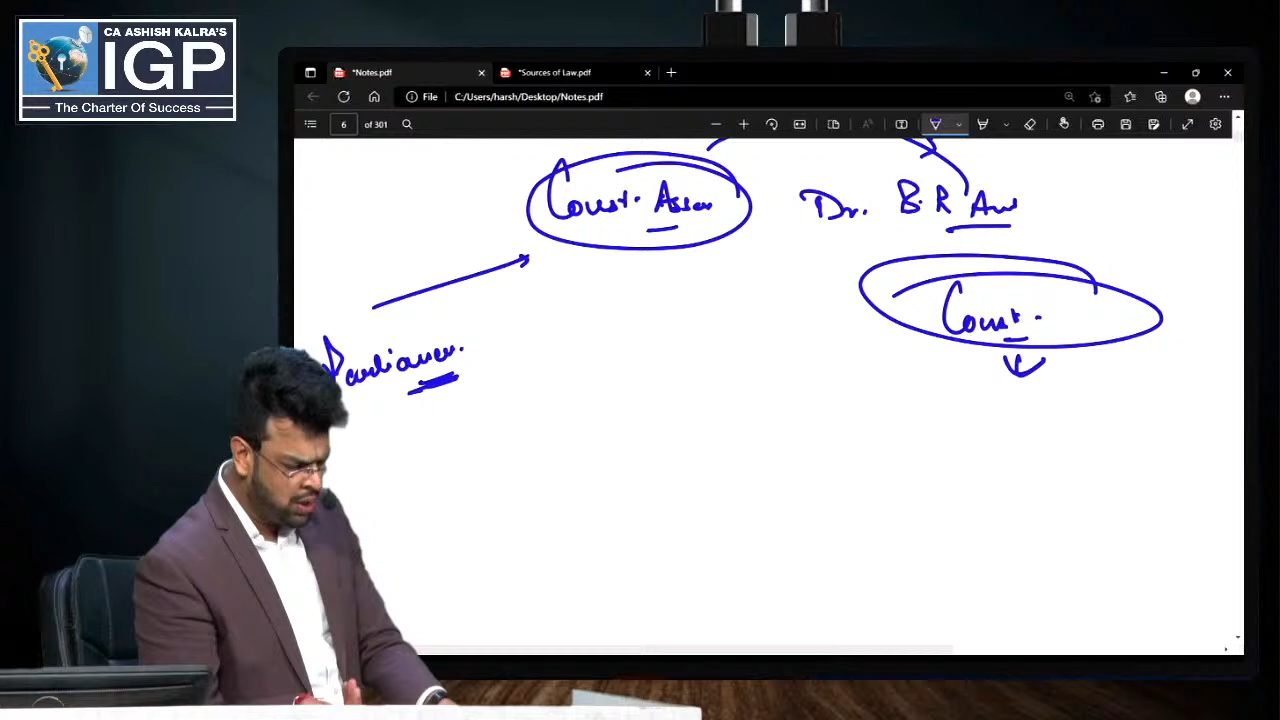 CA ASHISH KALRA'S
IGP
The Charter Of Success
*Notes.pdf
*Sources of Law.pdf
File
C:/Users/harsh/Desktop/Notes.pdf
6 of 301
Const. Assem
Dr. B. R Am
Const.